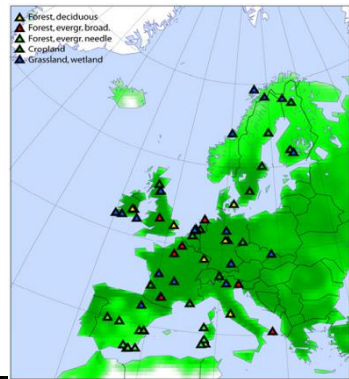 Forest, deciduous
Forest, evergr. broad.
Forest, evergr. needle
Cropland
Grassland, wetland